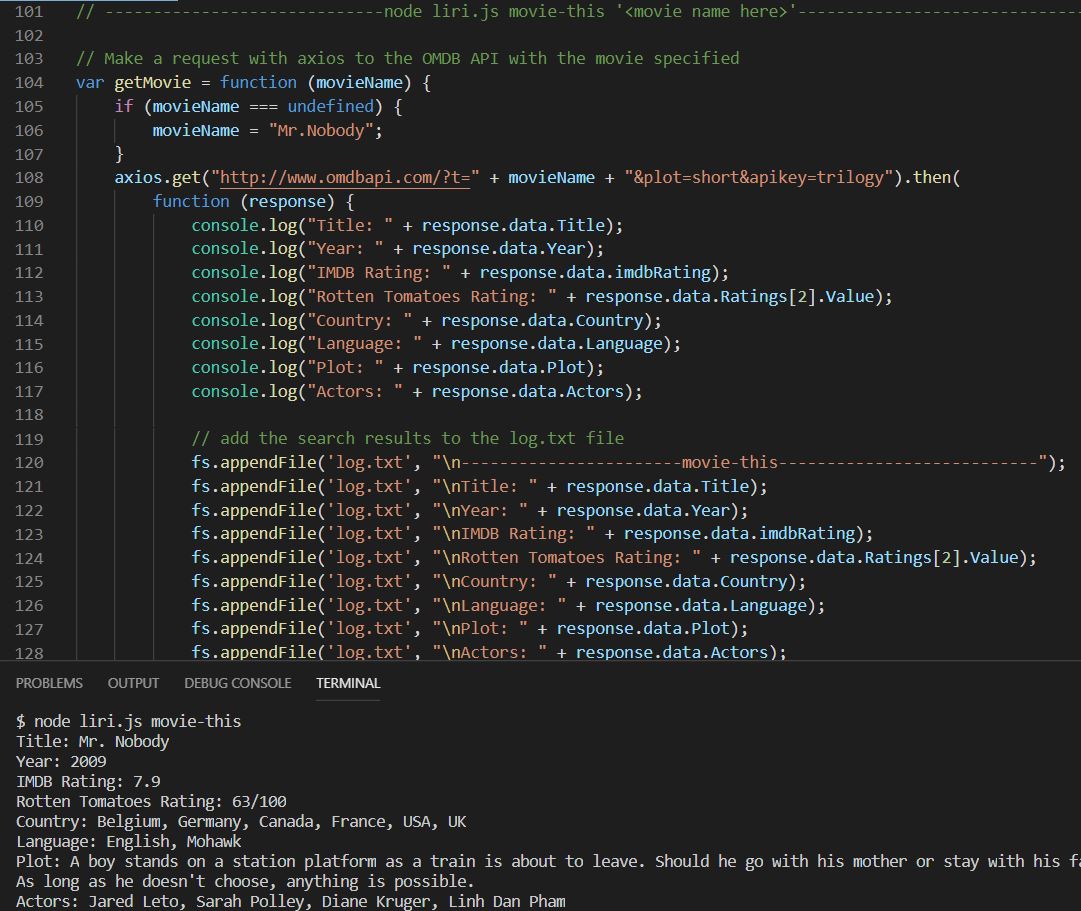 101 // -----------------------------node liri.js movie-this '<movie name here>'------------------------------
102
103 // Make a request with axios to the OMDB API with the movie specified
104 var getMovie = function (movieName) {
105     if (movieName === undefined) {
106         movieName = "Mr.Nobody";
107     }
108     axios.get("http://www.omdbapi.com/?t=" + movieName + "&plot=short&apikey=trilogy").then(
109         function (response) {
110             console.log("Title: " + response.data.Title);
111             console.log("Year: " + response.data.Year);
112             console.log("IMDB Rating: " + response.data.imdbRating);
113             console.log("Rotten Tomatoes Rating: " + response.data.Ratings[2].Value);
114             console.log("Country: " + response.data.Country);
115             console.log("Language: " + response.data.Language);
116             console.log("Plot: " + response.data.Plot);
117             console.log("Actors: " + response.data.Actors);
118
119             // add the search results to the log.txt file
120             fs.appendFile('log.txt', "\n-----------------------movie-this---------------------------");
121             fs.appendFile('log.txt', "\nTitle: " + response.data.Title);
122             fs.appendFile('log.txt', "\nYear: " + response.data.Year);
123             fs.appendFile('log.txt', "\nIMDB Rating: " + response.data.imdbRating);
124             fs.appendFile('log.txt', "\nRotten Tomatoes Rating: " + response.data.Ratings[2].Value);
125             fs.appendFile('log.txt', "\nCountry: " + response.data.Country);
126             fs.appendFile('log.txt', "\nLanguage: " + response.data.Language);
127             fs.appendFile('log.txt', "\nPlot: " + response.data.Plot);
128             fs.appendFile('log.txt', "\nActors: " + response.data.Actors);
PROBLEMS OUTPUT DEBUG CONSOLE TERMINAL
$ node liri.js movie-this
Title: Mr. Nobody
Year: 2009
IMDB Rating: 7.9
Rotten Tomatoes Rating: 63/100
Country: Belgium, Germany, Canada, France, USA, UK
Language: English, Mohawk
Plot: A boy stands on a station platform as a train is about to leave. Should he go with his mother or stay with his
As long as he doesn't choose, anything is possible.
Actors: Jared Leto, Sarah Polley, Diane Kruger, Linh Dan Pham